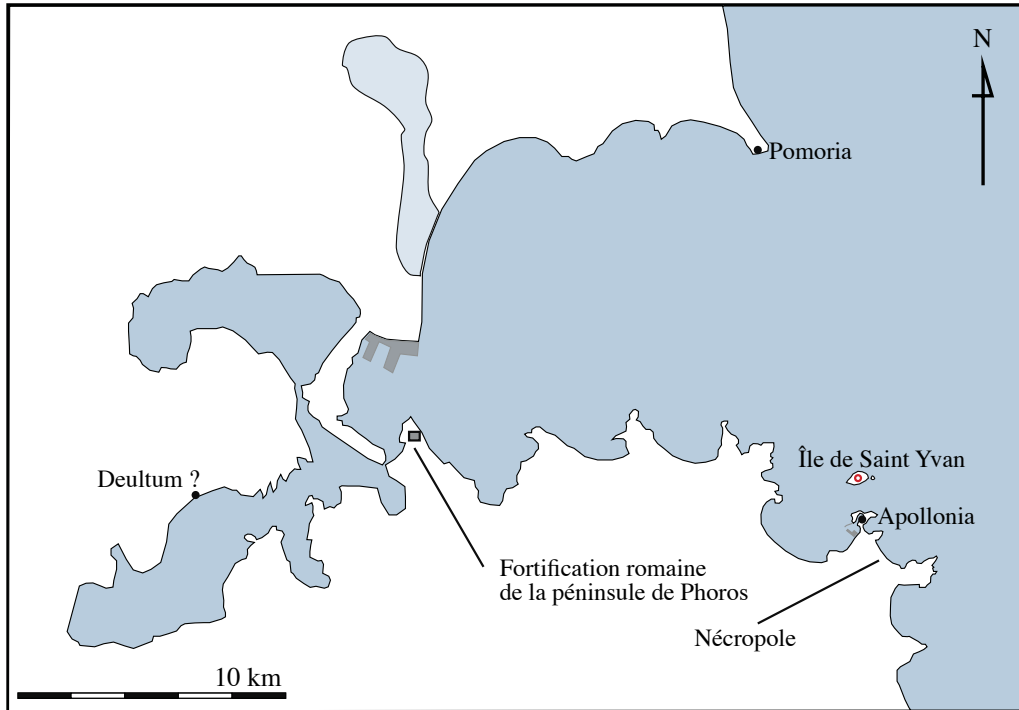 N
Pomoria
Île de Saint Yvan
Deultum ?
Apollonia
Fortification romaine
de la péninsule de Phoros
Nécropole
10 km